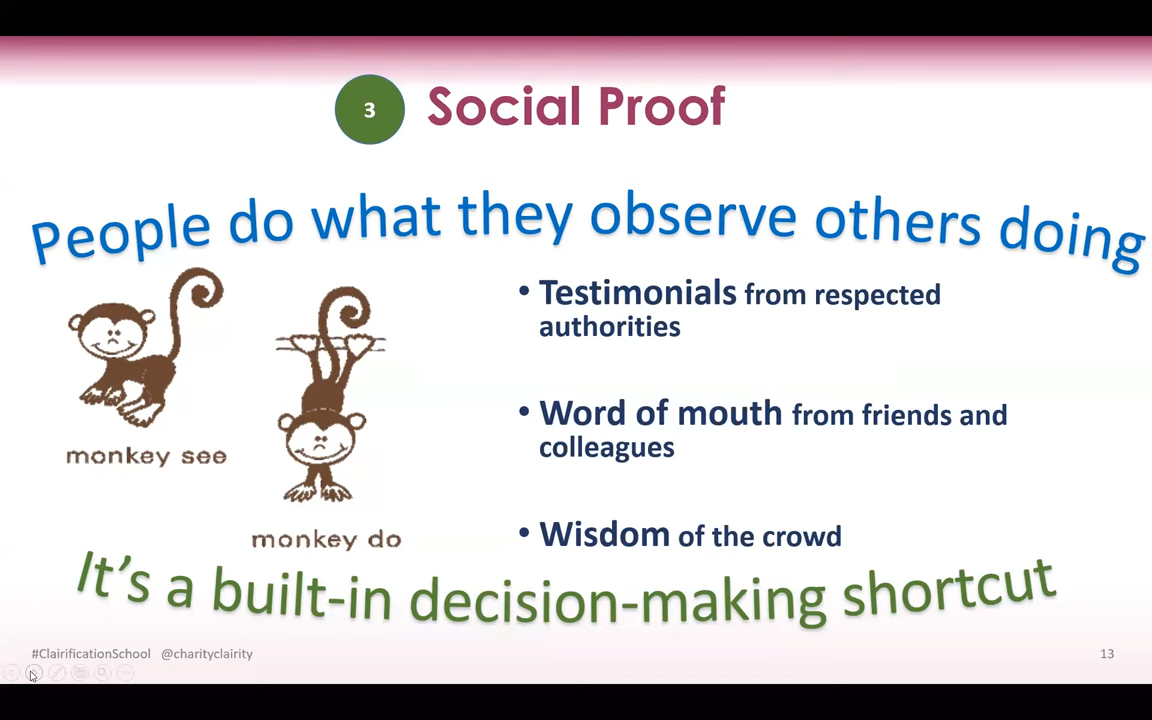 3
Social Proof
People do what they observe others doing
• Testimonials from respected
authorities
• Word of mouth from friends and
colleagues
• Wisdom of the crowd
monkey see
monkey do
It's a built-in decision-making shortcut
#ClairificationSchool @charityclairity
13